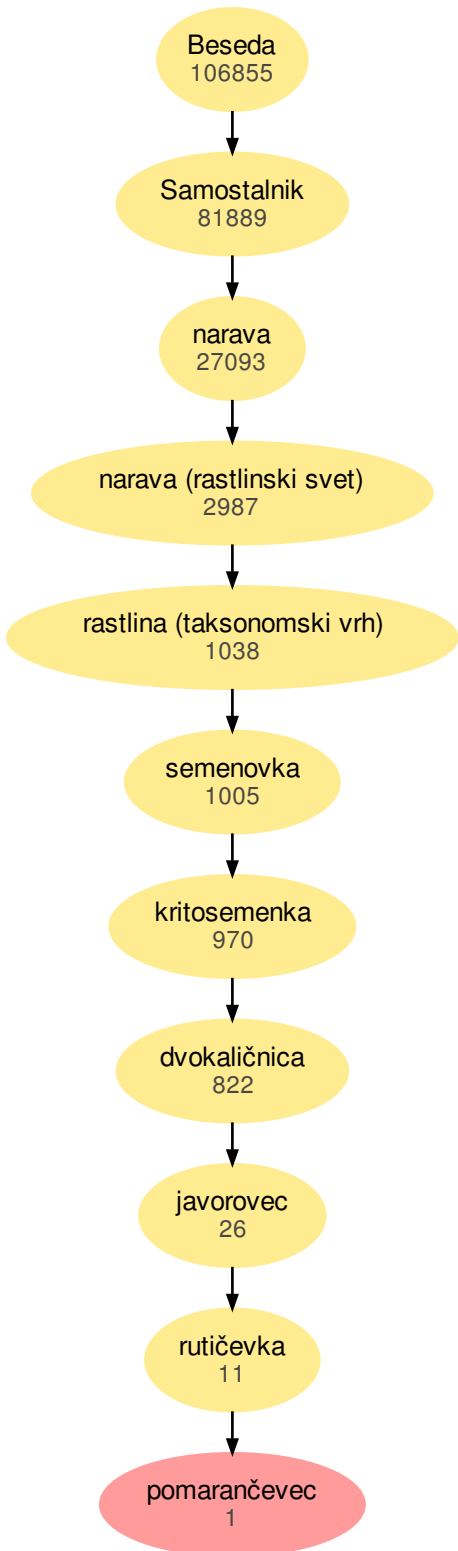 Beseda
106855
Samostalnik
81889
narava
27093
narava (rastlinski svet)
2987
rastlina (taksonomski vrh)
1038
semenovka
1005
kritosemenka
970
dvokaličnica
822
javorovec
26
rutičevka
11
pomarančevec
1